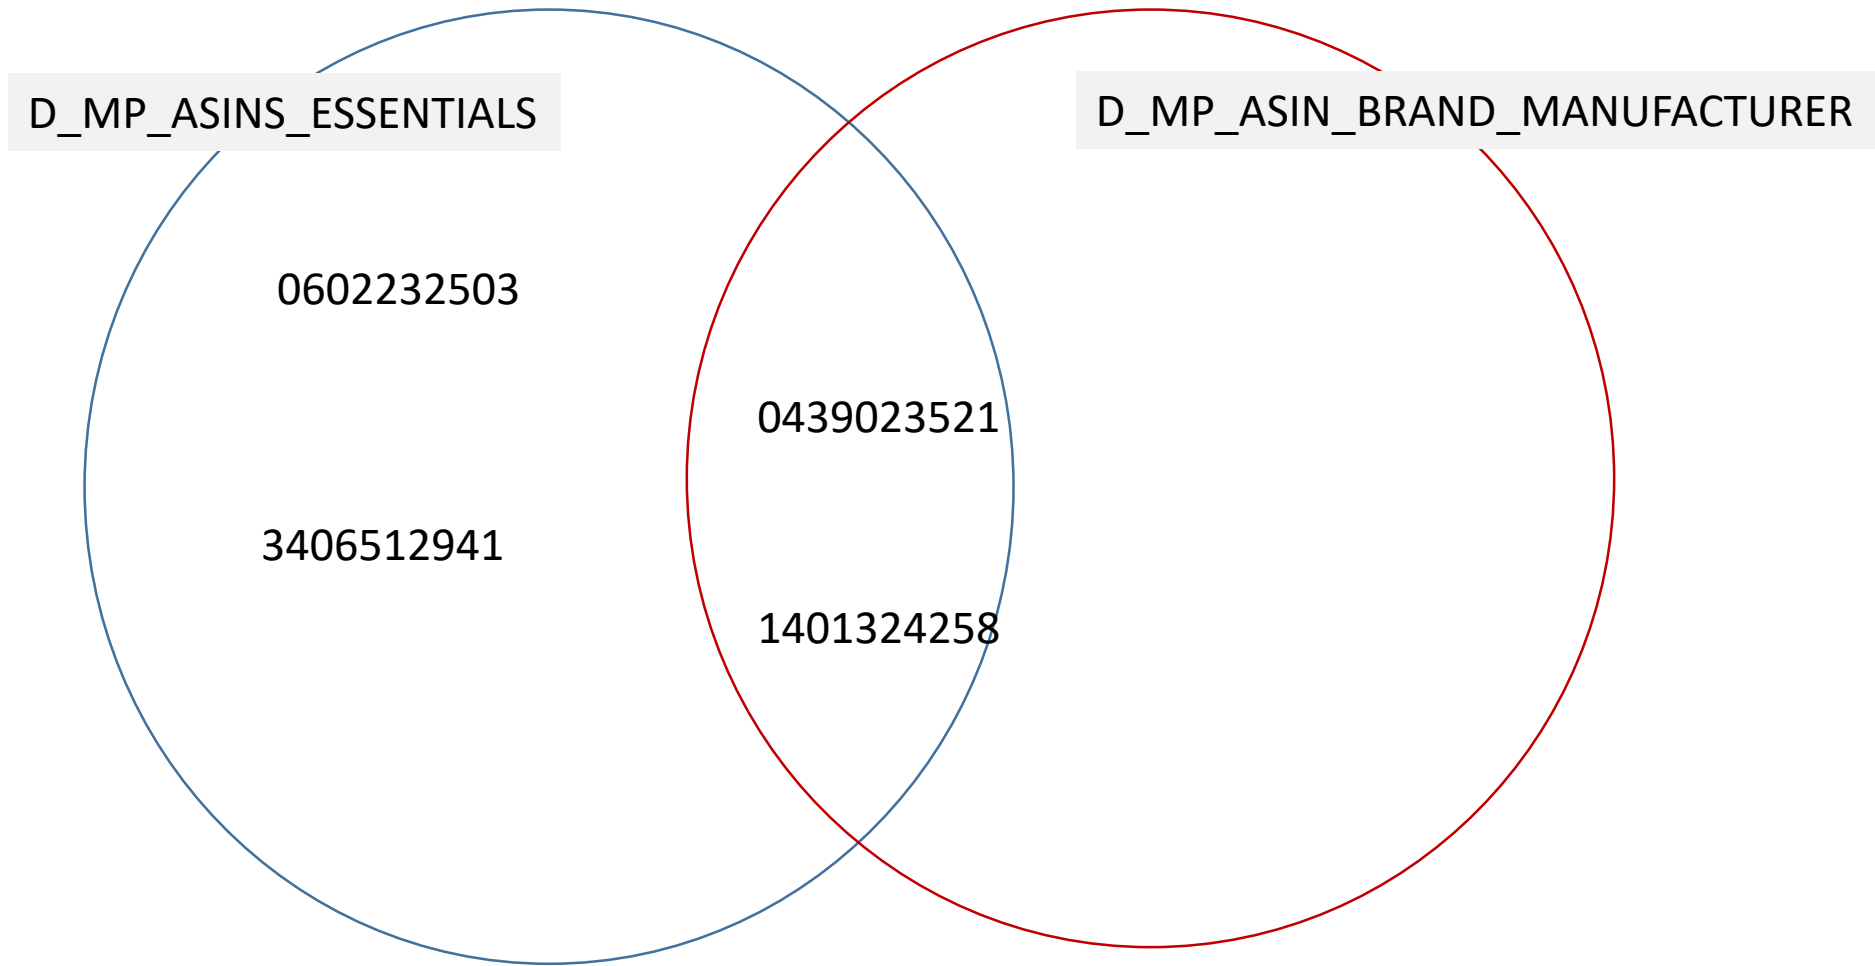 D_MP_ASINS_ESSENTIALS
D_MP_ASIN_BRAND_MANUFACTURER
0602232503
0439023521
3406512941
1401324258